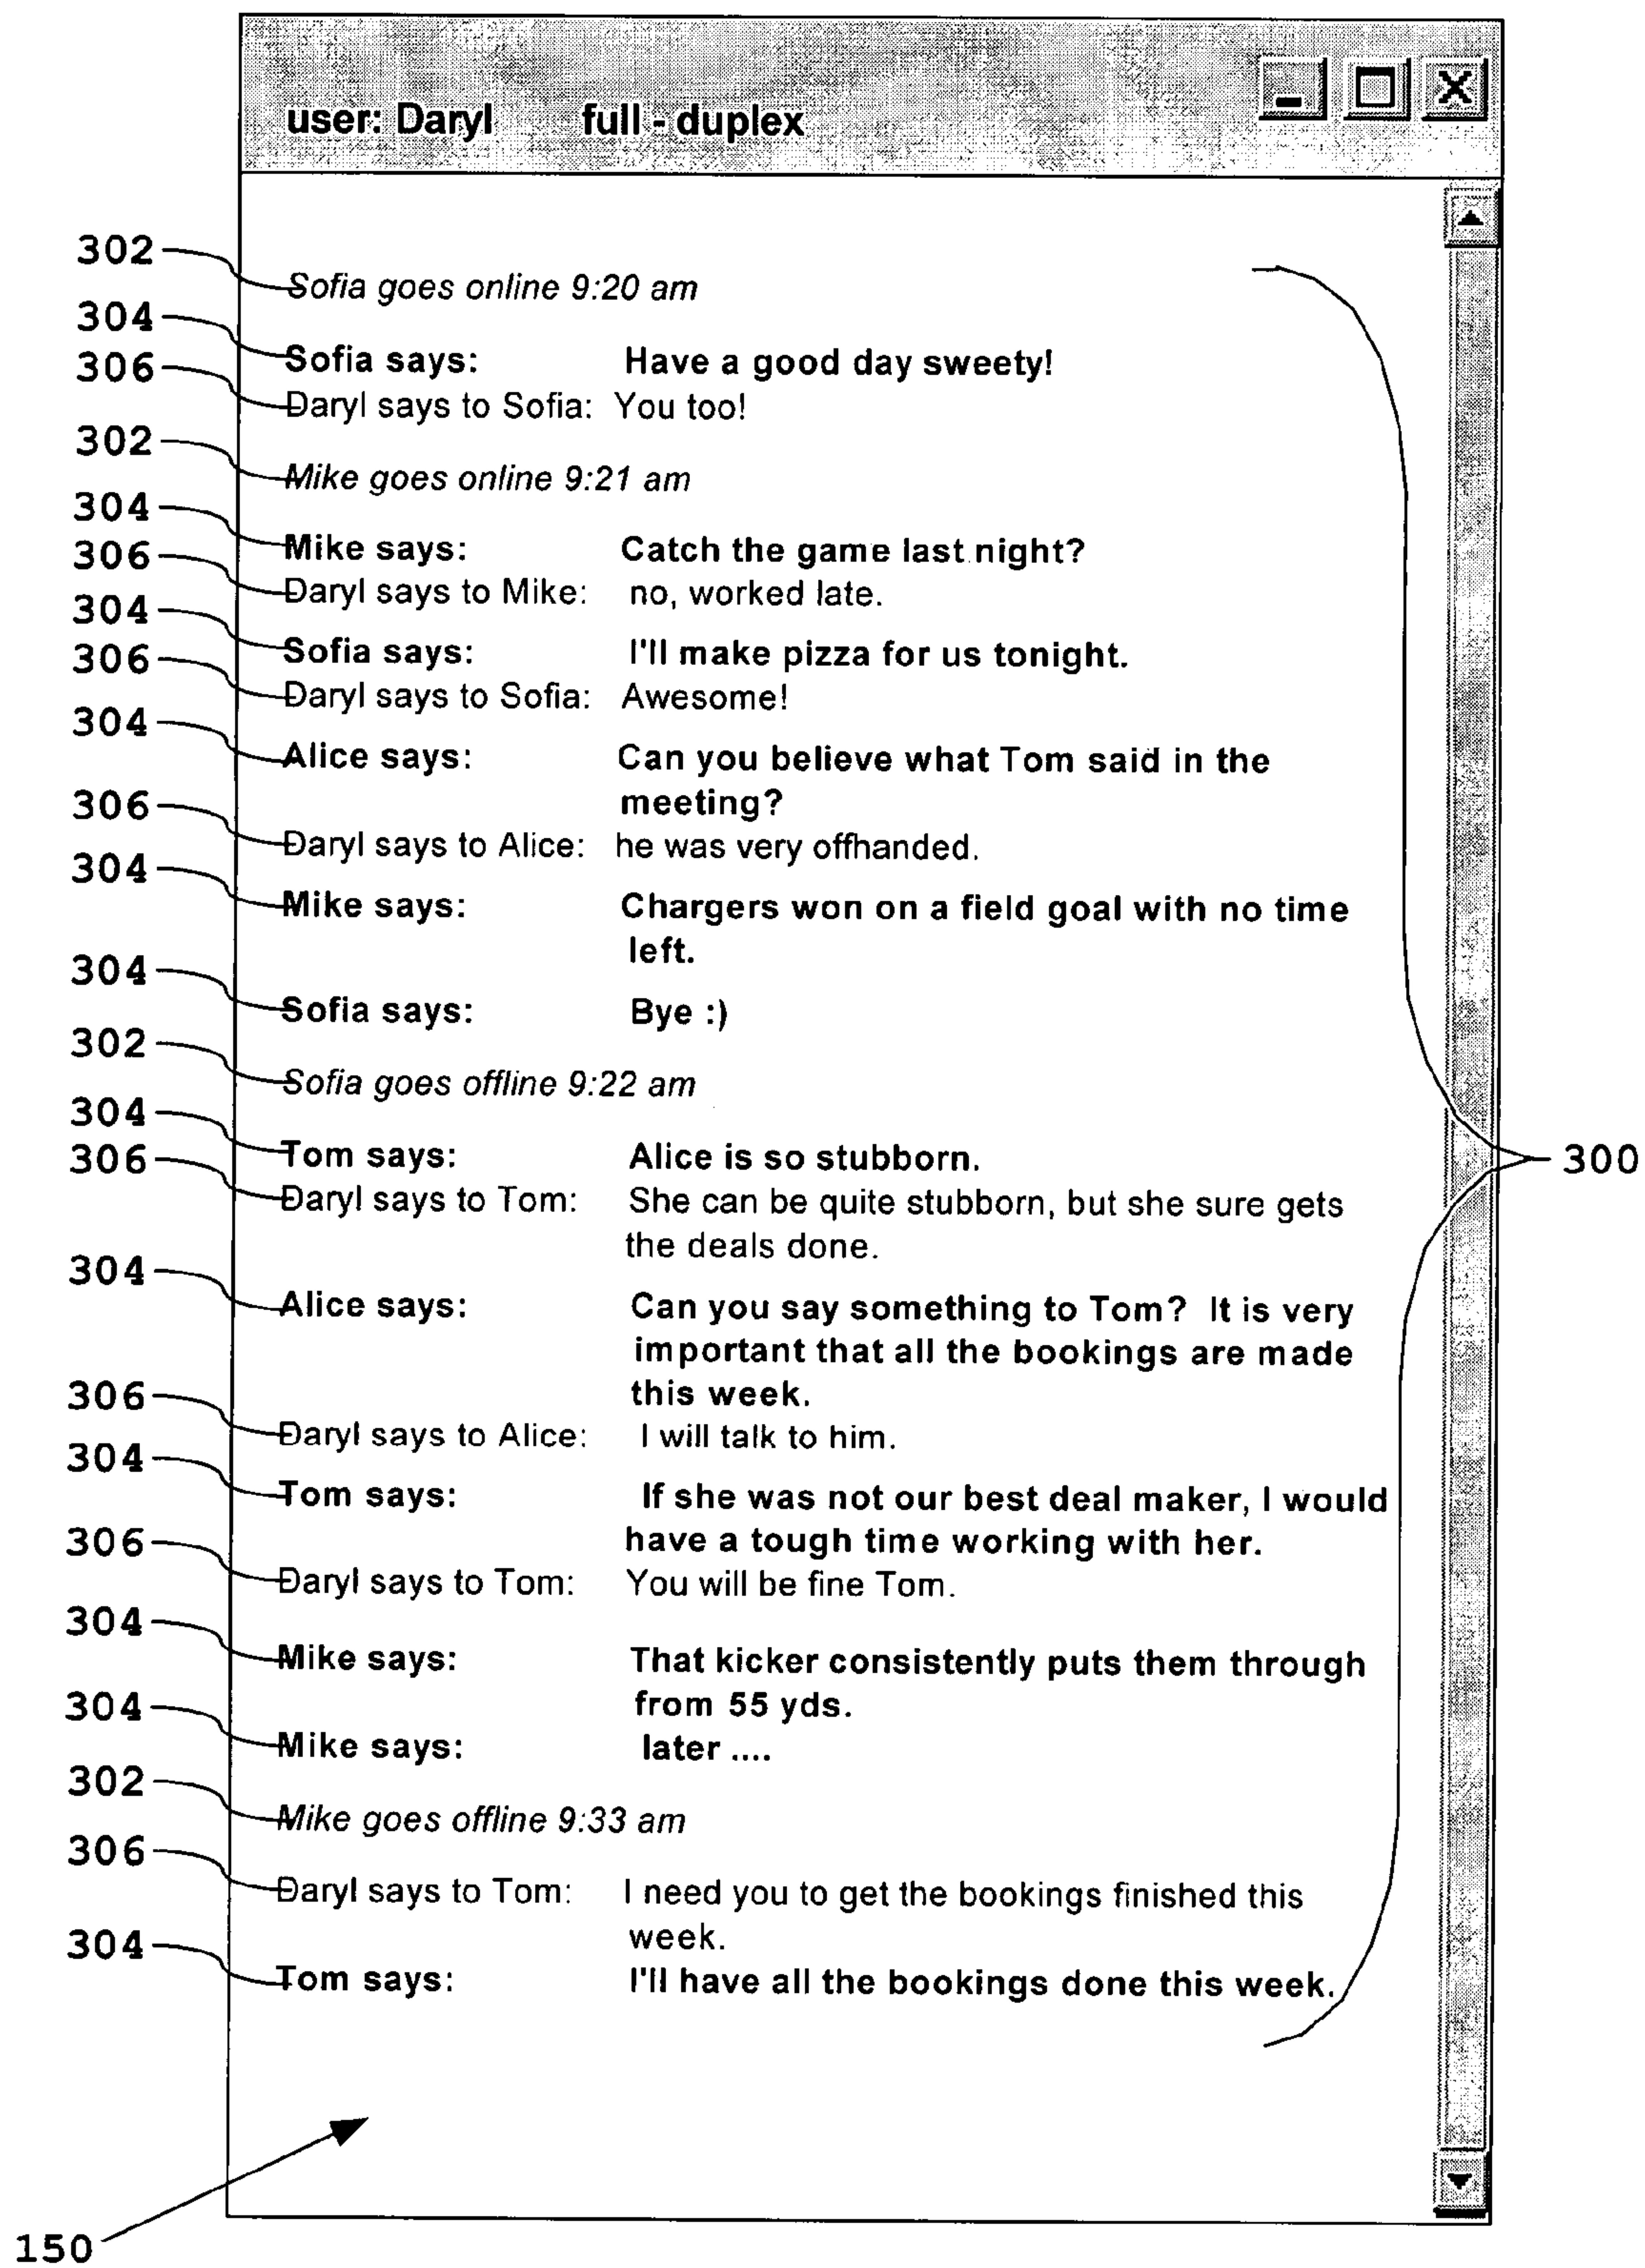 user: Daryl full - duplex
302
Sofia goes online 9:20 am
304
Sofia says: Have a good day sweety!
306
Daryl says to Sofia: You too!
302
Mike goes online 9:21 am
304
Mike says: Catch the game last night?
306
Daryl says to Mike: no, worked late.
304
Sofia says: I'll make pizza for us tonight.
306
Daryl says to Sofia: Awesome!
304
Alice says: Can you believe what Tom said in the
meeting?
306
Daryl says to Alice: he was very offhanded.
304
Mike says: Chargers won on a field goal with no time
left.
304
Sofia says: Bye :)
302
Sofia goes offline 9:22 am
304
Tom says: Alice is so stubborn.
306
300
Daryl says to Tom: She can be quite stubborn, but she sure gets
the deals done.
304
Alice says: Can you say something to Tom? It is very
important that all the bookings are made
this week.
306
Daryl says to Alice: I will talk to him.
304
Tom says: If she was not our best deal maker, I would
have a tough time working with her.
306
Daryl says to Tom: You will be fine Tom.
304
Mike says: That kicker consistently puts them through
from 55 yds.
304
Mike says: later ....
302
Mike goes offline 9:33 am
306
Daryl says to Tom: I need you to get the bookings finished this
week.
304
Tom says: I'll have all the bookings done this week.
150